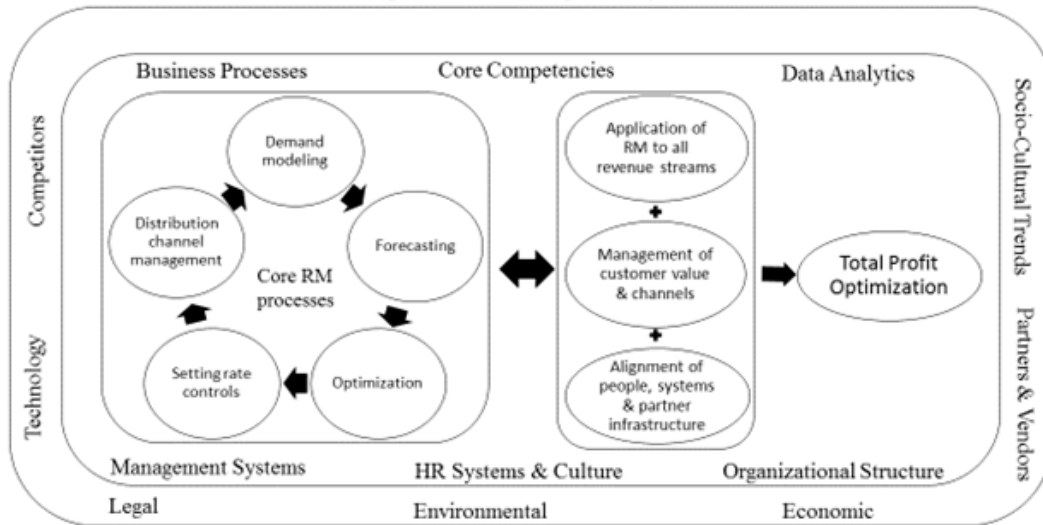 Business Processes
Core Competencies
Data Analytics
Competitors
Technology
Demand
modeling
Distribution
channel
management
Forecasting
Core RM
processes
Setting rate
controls
Optimization
Application of
RM to all
revenue streams
+
Management of
customer value
& channels
+
Alignment of
people, systems
& partner
infrastructure
Total Profit
Optimization
Socio-Cultural Trends
Partners & Vendors
Management Systems
HR Systems & Culture
Organizational Structure
Legal
Environmental
Economic